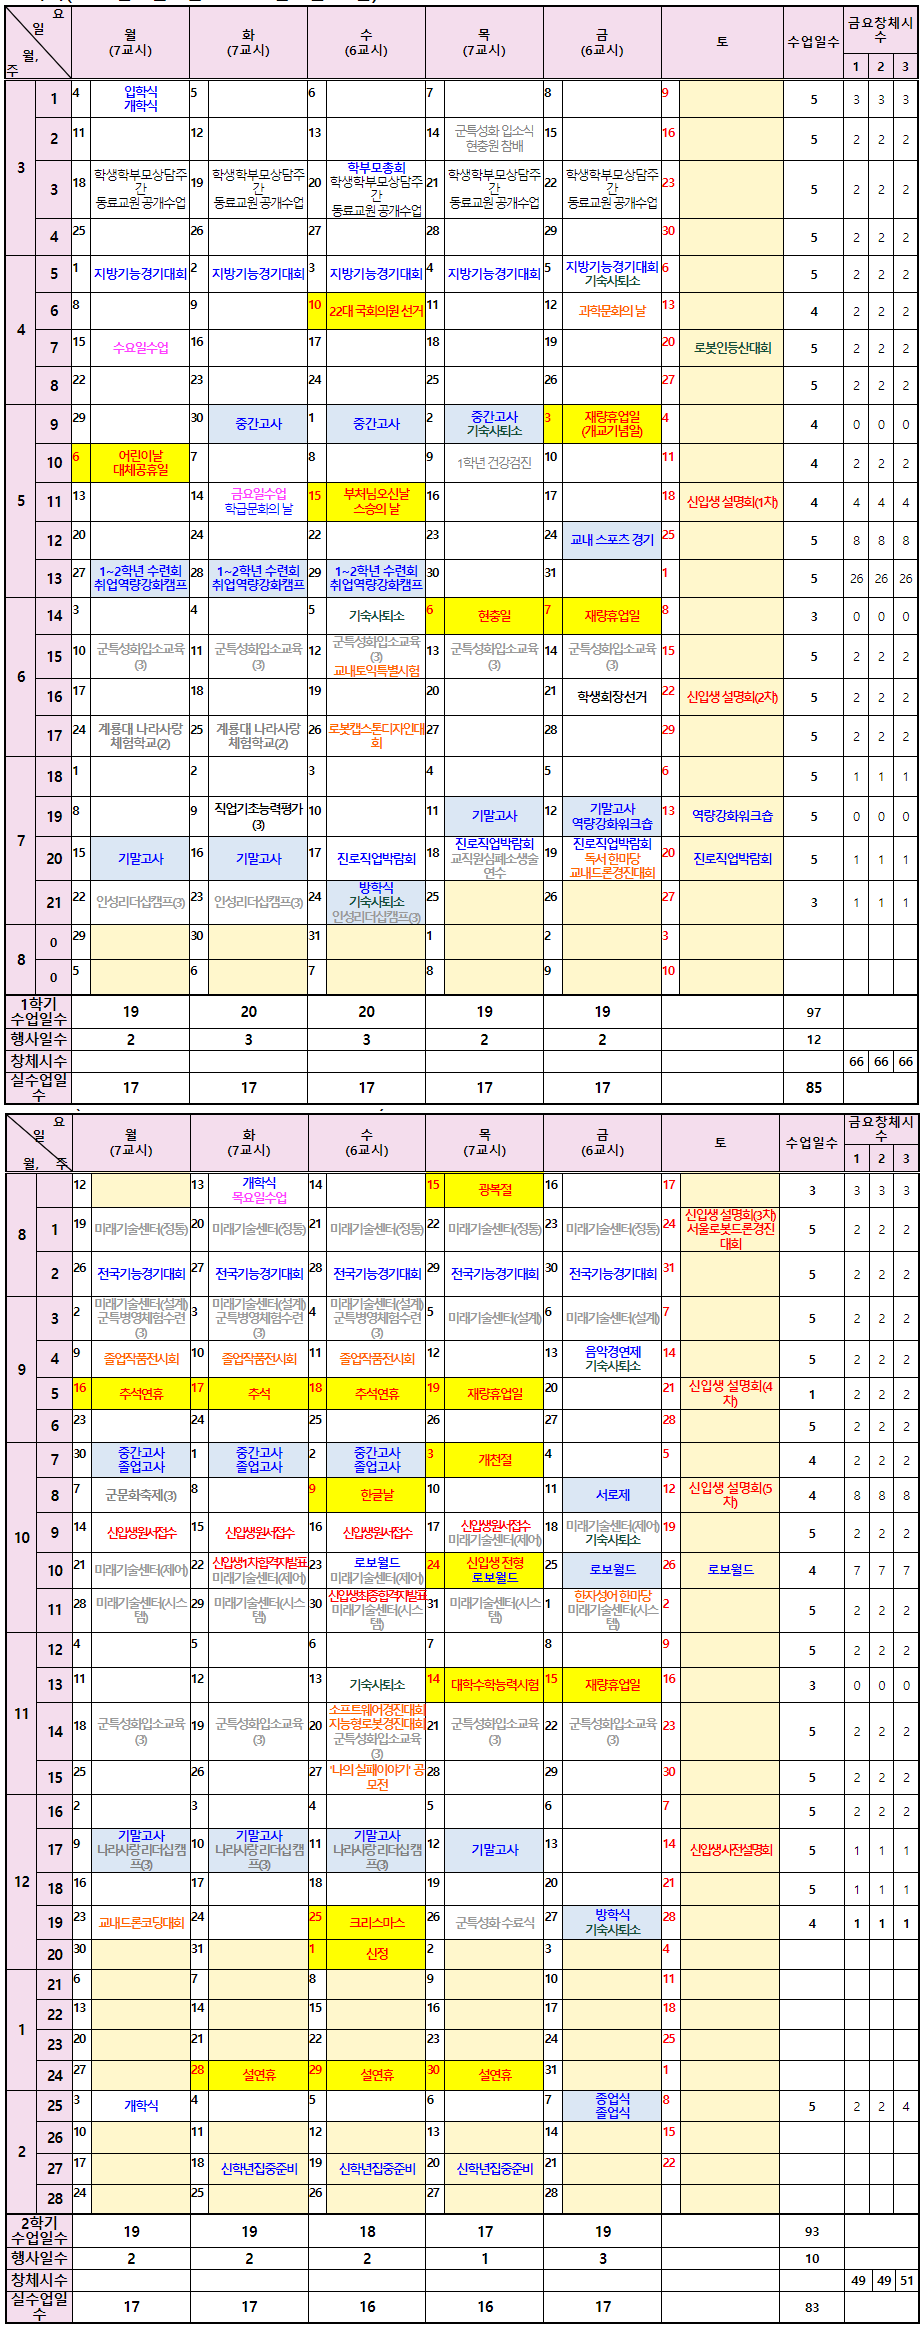 요
일
월,
주
월
(7교시)
화
(7교시)
수
(6교시)
목
(7교시)
금
(6교시)
토
수업일수
금요창체시
수
1 2 3
3
1 4 입학식
개학식
5 6 7 8 9 5 3 3 3
2 11 12 13 14 군특성화 입소식
현충원 참배
15 16 5 2 2 2
3 18 학생학부모상담주
간
동료교원 공개수업
19 학생학부모상담주
간
동료교원 공개수업
20 학부모총회
학생학부모상담주
간
동료교원 공개수업
21 학생학부모상담주
간
동료교원 공개수업
22 학생학부모상담주
간
동료교원 공개수업
23 5 2 2 2
4 25 26 27 28 29 30 5 2 2 2
4
5 1 지방기능경기대회 2 지방기능경기대회 3 지방기능경기대회 4 지방기능경기대회 5 지방기능경기대회
기숙사퇴소
6 5 2 2 2
6 8 9 10 22대 국회의원 선거 11 12 과학문화의 날 13 4 2 2 2
7 15 수요일수업 16 17 18 19 20 로봇인등산대회 5 2 2 2
8 22 23 24 25 26 27 5 2 2 2
5
9 29 30 중간고사 1 중간고사 2 중간고사
기숙사퇴소
3 재량휴업일
(개교기념일)
4 4 0 0 0
10 6 어린이날
대체공휴일
7 8 9 1학년 건강검진 10 11 4 2 2 2
11 13 14 금요일수업
학급문화의 날
15 부처님오신날
스승의 날
16 17 18 신입생 설명회(1차) 4 4 4 4
12 20 24 22 23 24 교내 스포츠 경기 25 5 8 8 8
13 27 1~2학년 수련회
취업역량강화캠프
28 1~2학년 수련회
취업역량강화캠프
29 1~2학년 수련회
취업역량강화캠프
30 31 1 5 26 26 26
6
14 3 4 5 기숙사퇴소 6 현충일 7 재량휴업일 8 3 0 0 0
15 10 군특성화입소교육
(3)
11 군특성화입소교육
(3)
12 군특성화입소교육
(3)
교내토익특별시험
13 군특성화입소교육
(3)
14 군특성화입소교육
(3)
15 5 2 2 2
16 17 18 19 20 21 학생회장선거 22 신입생 설명회(2차) 5 2 2 2
17 24 계룡대 나라사랑
체험학교(2)
25 계룡대 나라사랑
체험학교(2)
26 로봇캡스톤디자인대
회
27 28 29 5 2 2 2
7
18 1 2 3 4 5 6 5 1 1 1
19 8 9 직업기초능력평가
(3)
10 11 기말고사 12 기말고사
역량강화워크숍
13 역량강화워크숍 5 0 0 0
20 15 기말고사 16 기말고사 17 진로직업박람회 18 진로직업박람회
교직원심폐소생술
연수
19 진로직업박람회
독서 한마당
교내드론경진대회
20 진로직업박람회 5 1 1 1
21 22 인성리더십캠프(3) 23 인성리더십캠프(3) 24 방학식
기숙사퇴소
인성리더십캠프(3)
25 26 27 3 1 1 1
8
0 29 30 31 1 2 3
0 5 6 7 8 9 10
1학기
수업일수
19 20 20 19 19 97
행사일수 2 3 3 2 2 12
창체시수 66 66 66
실수업일
수
17 17 17 17 17 85
요
일
월, 주
월
(7교시)
화
(7교시)
수
(6교시)
목
(7교시)
금
(6교시)
토
수업일수
금요창체시
수
1 2 3
8
12 13 개학식
목요일수업
14 15 광복절 16 17 3 3 3 3
1 19 미래기술센터(정통) 20 미래기술센터(정통) 21 미래기술센터(정통) 22 미래기술센터(정통) 23 미래기술센터(정통) 24 신입생 설명회(3차)
서울로봇드론경진
대회
5 2 2 2
2 26 전국기능경기대회 27 전국기능경기대회 28 전국기능경기대회 29 전국기능경기대회 30 전국기능경기대회 31 5 2 2 2
9
3 2 미래기술센터(설계)
군특병영체험수련
(3)
3 미래기술센터(설계)
군특병영체험수련
(3)
4 미래기술센터(설계)
군특병영체험수련
(3)
5 미래기술센터(설계) 6 미래기술센터(설계) 7 5 2 2 2
4 9 졸업작품전시회 10 졸업작품전시회 11 졸업작품전시회 12 13 음악경연제
기숙사퇴소
14 5 2 2 2
5 16 추석연휴 17 추석 18 추석연휴 19 재량휴업일 20 21 신입생 설명회(4
차)
1 2 2 2
6 23 24 25 26 27 28 5 2 2 2
10
7 30 중간고사
졸업고사
1 중간고사
졸업고사
2 중간고사
졸업고사
3 개천절 4 5 4 2 2 2
8 7 군문화축제(3) 8 9 한글날 10 11 서로제 12 신입생 설명회(5
차)
4 8 8 8
9 14 신입생원서접수 15 신입생원서접수 16 신입생원서접수 17 신입생원서접수
미래기술센터(제어)
18 미래기술센터(제어)
기숙사퇴소
19 5 2 2 2
10 21 미래기술센터(제어) 22 신입생1차합격자발표
미래기술센터(제어)
23 로보월드
미래기술센터(제어)
24 신입생 전형
로보월드
25 로보월드 26 로보월드 4 7 7 7
11 28 미래기술센터(시스
템)
29 미래기술센터(시스
템)
30 신입생최종합격자발표
미래기술센터(시스
템)
31 미래기술센터(시스
템)
1 한자성어 한마당
미래기술센터(시스
템)
2 5 2 2 2
11
12 4 5 6 7 8 9 5 2 2 2
13 11 12 13 기숙사퇴소 14 대학수학능력시험 15 재량휴업일 16 3 0 0 0
14 18 군특성화입소교육
(3)
19 군특성화입소교육
(3)
20 소프트웨어경진대회
지능형로봇경진대회
군특성화입소교육
(3)
21 군특성화입소교육
(3)
22 군특성화입소교육
(3)
23 5 2 2 2
15 25 26 27 '나의 실패이야기' 공
모전
28 29 30 5 2 2 2
12
16 2 3 4 5 6 7 5 2 2 2
17 9 기말고사
나라사랑 리더십캠
프(3)
10 기말고사
나라사랑 리더십캠
프(3)
11 기말고사
나라사랑 리더십캠
프(3)
12 기말고사 13 14 신입생사전설명회 5 1 1 1
18 16 17 18 19 20 21 5 1 1 1
19 23 교내드론코딩대회 24 25 크리스마스 26 군특성화 수료식 27 방학식
기숙사퇴소
28 4 1 1 1
20 30 31 1 신정 2 3 4
1
21 6 7 8 9 10 11
22 13 14 15 16 17 18
23 20 21 22 23 24 25
24 27 28 설연휴 29 설연휴 30 설연휴 31 1
2
25 3 개학식 4 5 6 7 종업식
졸업식
8 5 2 2 4
26 10 11 12 13 14 15
27 17 18 신학년집중준비 19 신학년집중준비 20 신학년집중준비 21 22
28 24 25 26 27 28
2학기
수업일수
19 19 18 17 19 93
행사일수 2 2 2 1 3 10
창체시수 49 49 51
실수업일
수
17 17 16 16 17 83